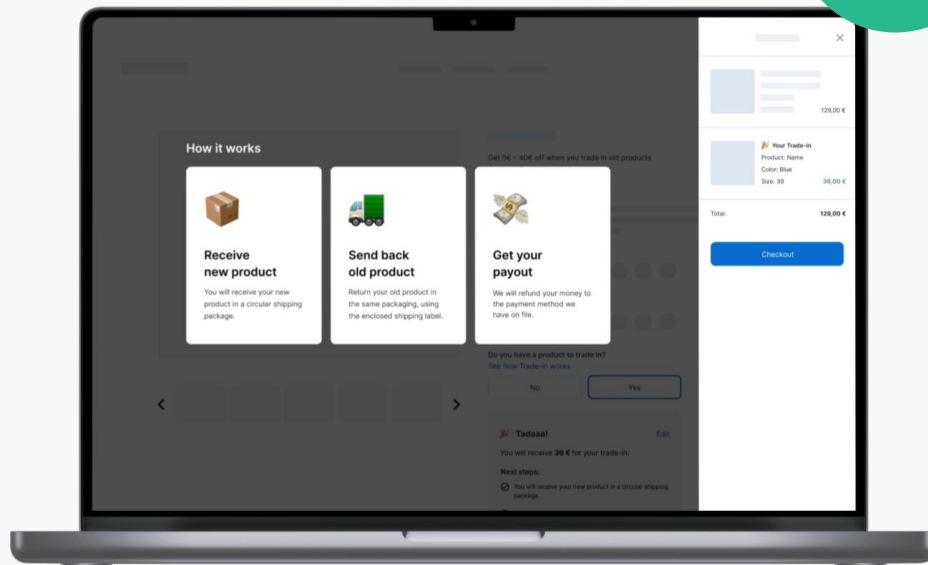 How it works
Receive
new product
You will receive your new
product in a circular shipping
package.
Send back
old product
Return your old product in
the same packaging, using
the enclosed shipping label.
Get your
payout
We will refund your money to
the payment method we
have on file.
Get 5€ - 40€ off when you trade in old products
Do you have a product to trade in?
See how Trade-in works
No
Yes
Tadaaa!
Edit
You will receive 36 € for your trade-in.
Next steps:
You will receive your new product in a circular shipping
package.
129,00 €
Your Trade-in
Product: Name
Color: Blue
Size: 39
36,00 €
Total:
129,00 €
Checkout